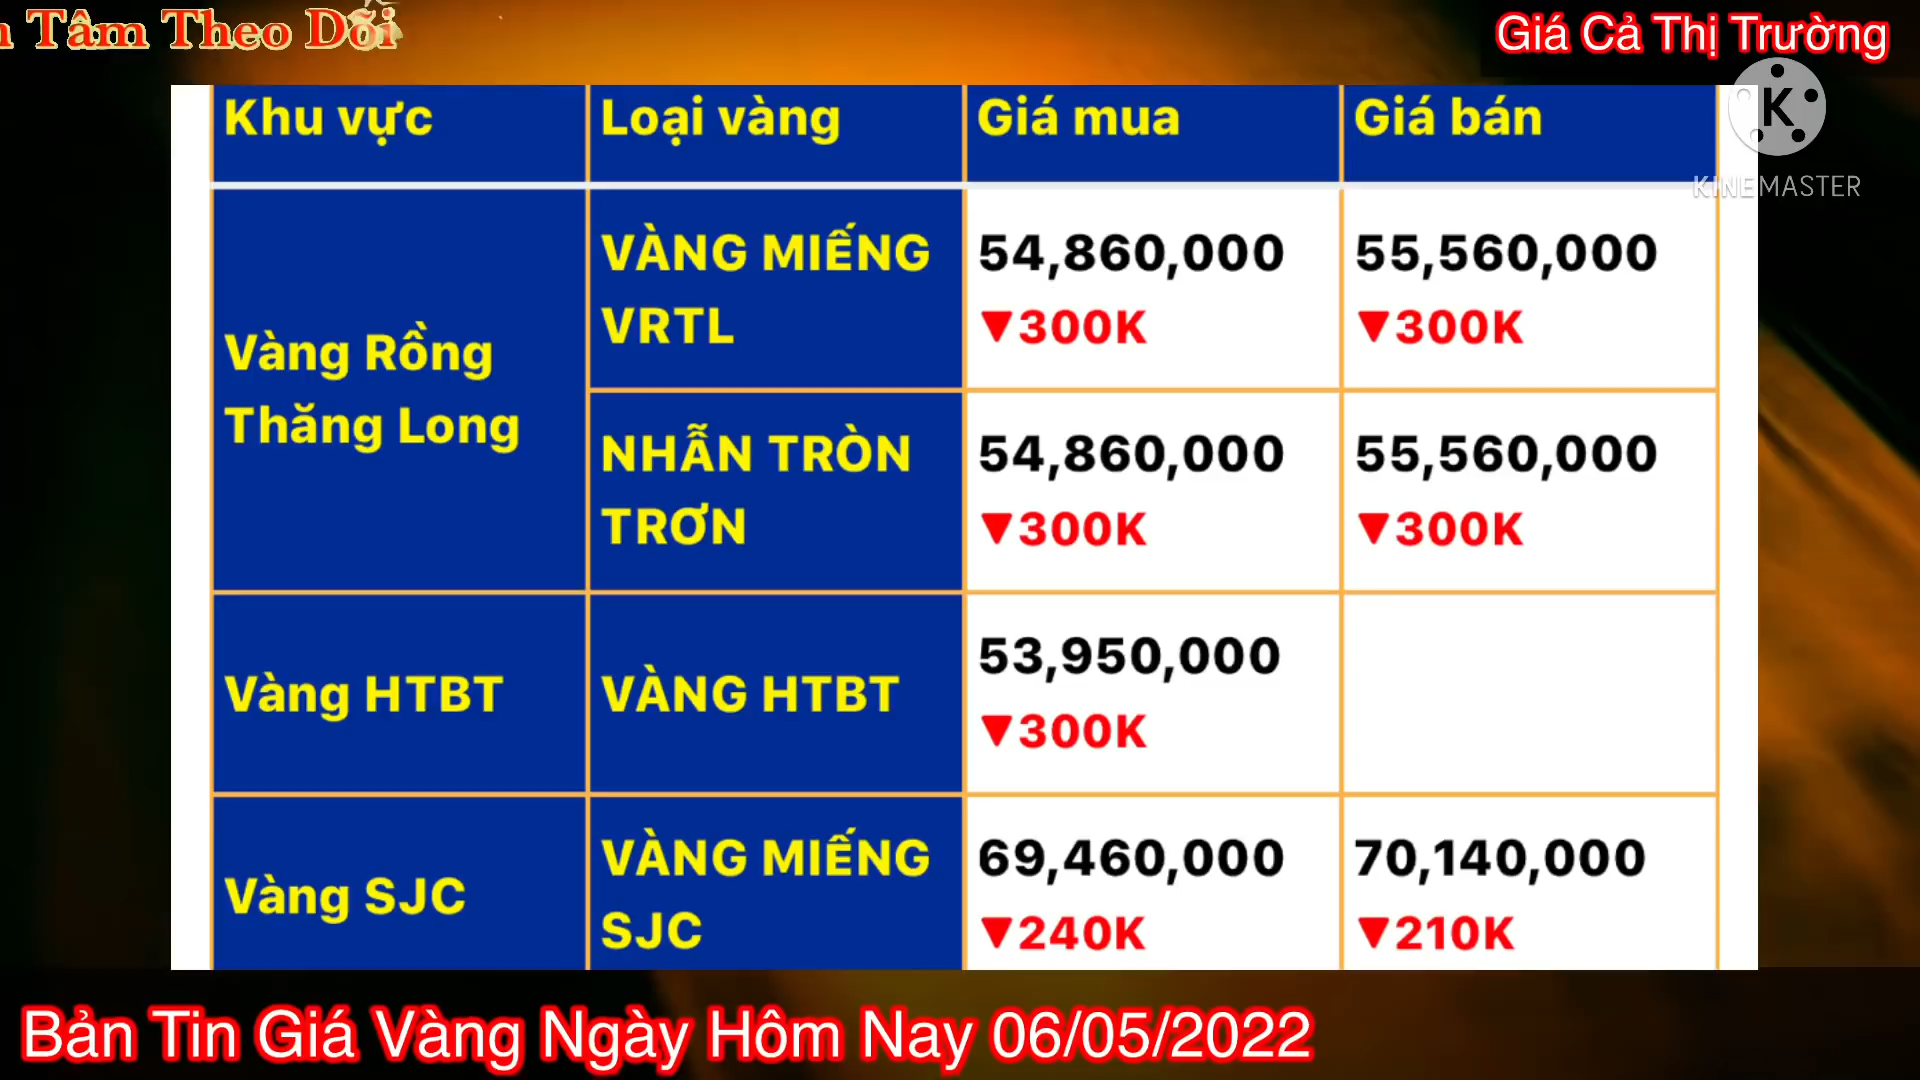 Tâm Theo Dõi
Giá Cả Thị Trường
K
KINEMASTER
Khu vực
Loại vàng
Giá mua
Giá bán
Vàng Rồng
Thăng Long
VÀNG MIẾNG
VRTL
54,860,000
▼300K
55,560,000
▼300K
NHẪN TRÒN
TRƠN
54,860,000
▼300K
55,560,000
▼300K
Vàng HTBT
VÀNG HTBT
53,950,000
▼300K
Vàng SJC
VÀNG MIẾNG
SJC
69,460,000
▼240K
70,140,000
▼210K
Bản Tin Giá Vàng Ngày Hôm Nay 06/05/2022